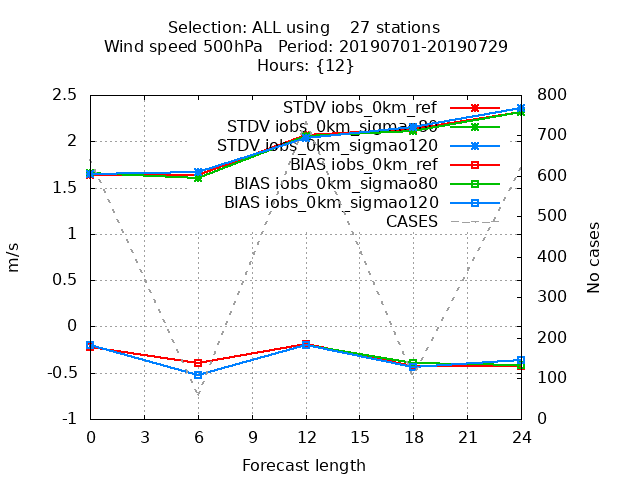 Selection: ALL using 27 stations
Wind speed 500hPa Period: 20190701-20190729
Hours: {12}
STDV iobs_0km_ref
STDV iobs_0km_sigmao80
STDV iobs_0km_sigmao120
BIAS iobs_0km_ref
BIAS iobs_0km_sigmao80
BIAS iobs_0km_sigmao120
CASES
2.5
2
1.5
1
0.5
0
-0.5
-1
m/s
800
700
600
500
400
300
200
100
0
No cases
0 3 6 9 12 15 18 21 24
Forecast length